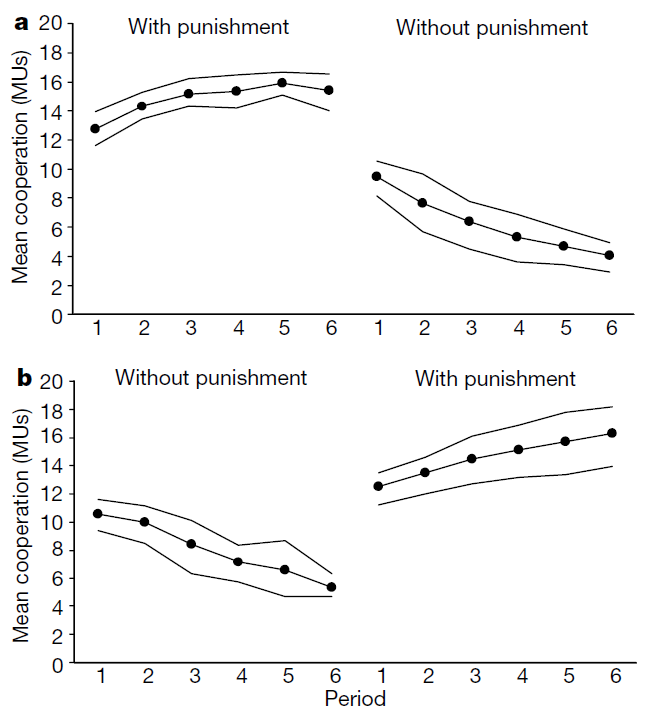 a
With punishment
Without punishment
Mean cooperation (MUs)
20
18
16
14
12
10
8
6
4
2
0
1 2 3 4 5 6 1 2 3 4 5 6
b
Without punishment
With punishment
Mean cooperation (MUs)
20
18
16
14
12
10
8
6
4
2
0
1 2 3 4 5 6 1 2 3 4 5 6
Period